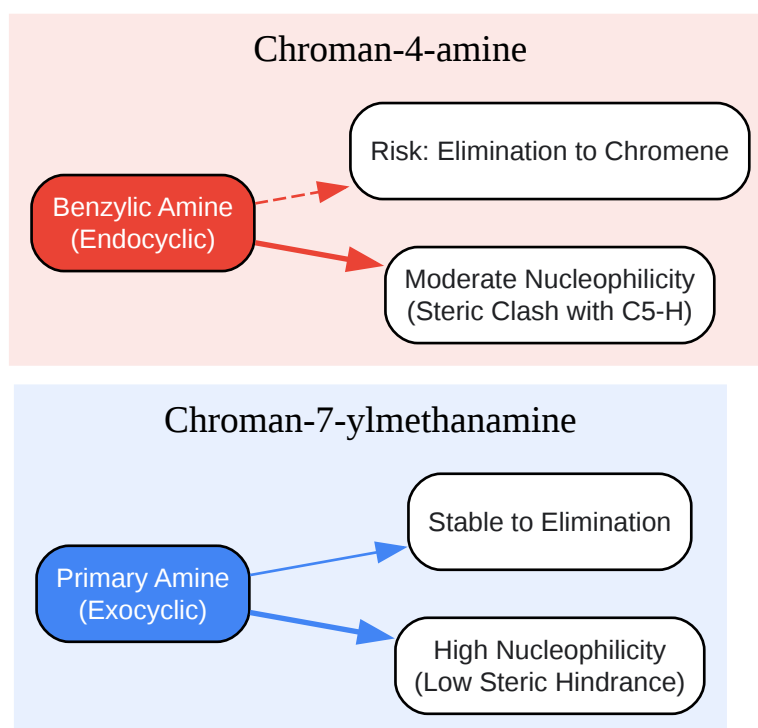 Chroman-4-amine
Risk: Elimination to Chromene
Benzylic Amine
(Endocyclic)
Moderate Nucleophilicity
(Steric Clash with C5-H)
Chroman-7-ylmethanamine
Stable to Elimination
Primary Amine
(Exocyclic)
High Nucleophilicity
(Low Steric Hindrance)